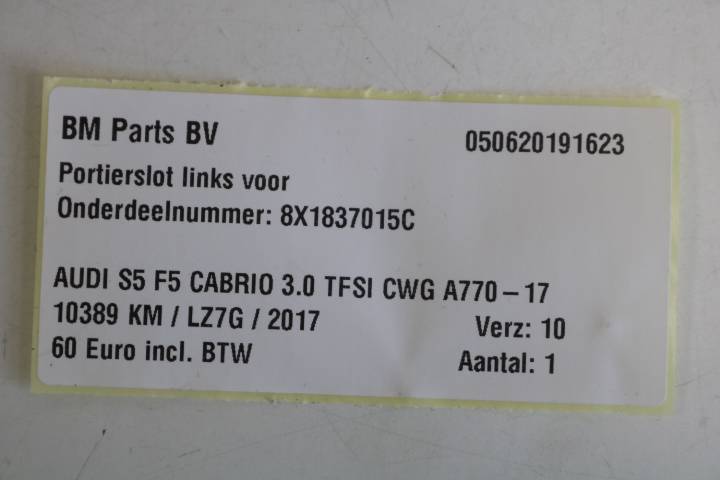 BM Parts BV 050620191623
Portierslot links voor
Onderdeelnummer: 8X1837015C
AUDI S5 F5 CABRIO 3.0 TFSI CWG A770-17
10389 KM / LZ7G / 2017 Verz: 10
60 Euro incl. BTW Aantal: 1